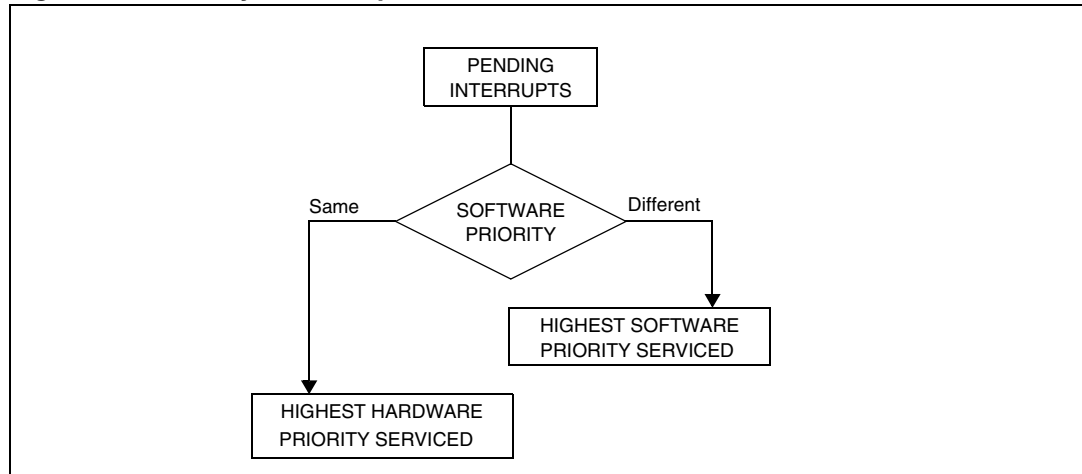 PENDING
INTERRUPTS
Same
SOFTWARE
PRIORITY
Different
HIGHEST SOFTWARE
PRIORITY SERVICED
HIGHEST HARDWARE
PRIORITY SERVICED